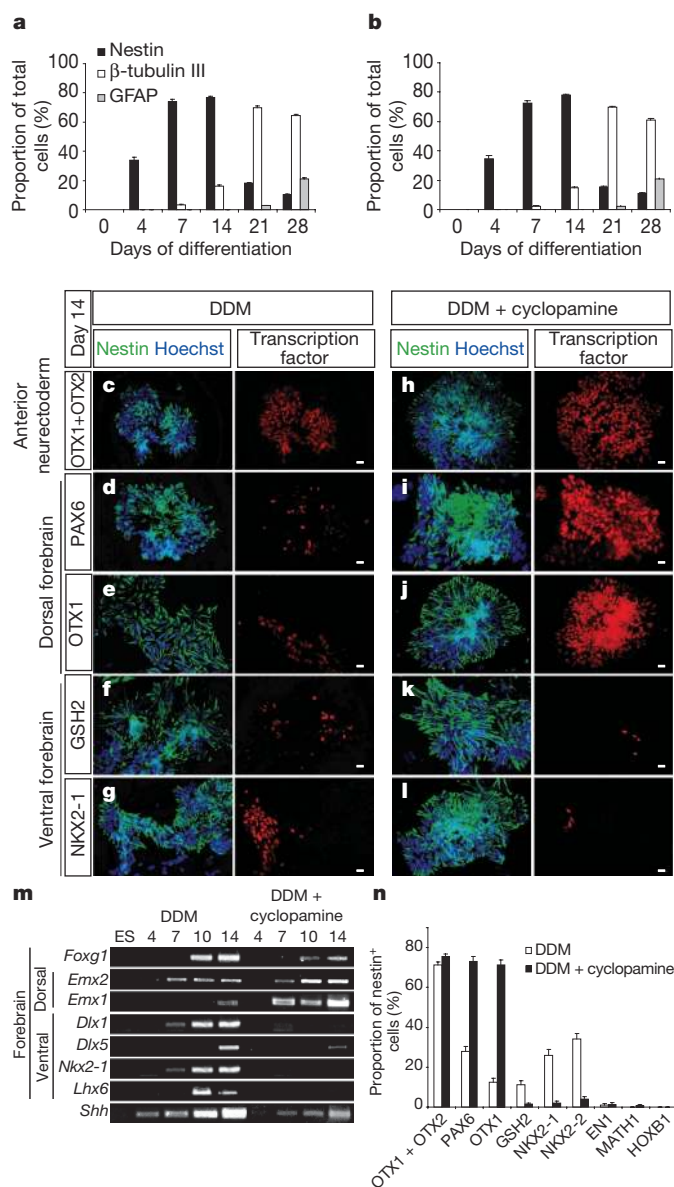 a
Nestin
β-tubulin III
GFAP
Proportion of total
cells (%)
100
80
60
40
20
0
0 4 7 14 21 28
Days of differentiation
b
Proportion of total
cells (%)
100
80
60
40
20
0
0 4 7 14 21 28
Days of differentiation
Day 14
DDM
DDM + cyclopamine
Nestin Hoechst
Transcription
factor
Nestin Hoechst
Transcription
factor
Anterior
neurectoderm
OTX1+OTX2
c
h
Dorsal forebrain
PAX6
d
i
OTX1
e
j
Ventral forebrain
GSH2
f
k
NKX2-1
g
l
m
DDM
DDM +
cyclopamine
ES 4 7 10 14 4 7 10 14
Forebrain
Dorsal
Ventral
Foxg1
Emx2
Emx1
Dlx1
Dlx5
Nkx2-1
Lhx6
Shh
n
DDM
DDM + cyclopamine
Proportion of nestin+
cells (%)
80
60
40
20
0
OTX1 + OTX2
PAX6
OTX1
GSH2
NKX2-1
NKX2-2
EN1
MATH1
HOXB1